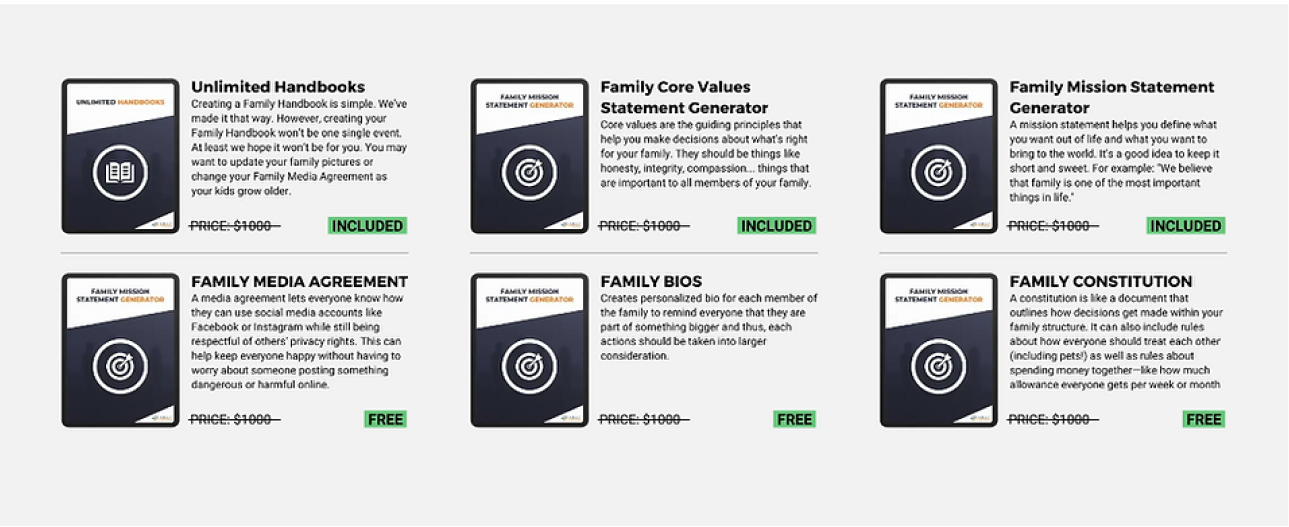 UNLIMITED HANDBOOKS
Unlimited Handbooks
Creating a Family Handbook is simple. We've
made it that way. However, creating your
Family Handbook won't be one single event.
At least we hope it won't be for you. You may
want to update your family pictures or
change your Family Media Agreement as
your kids grow older.
PRICE: $1000
INCLUDED
FAMILY MISSION
STATEMENT GENERATOR
Family Core Values
Statement Generator
Core values are the guiding principles that
help you make decisions about what's right
for your family. They should be things like
honesty, integrity, compassion... things that
are important to all members of your family.
PRICE: $1000
INCLUDED
FAMILY MISSION
STATEMENT GENERATOR
Family Mission Statement
Generator
A mission statement helps you define what
you want out of life and what you want to
bring to the world. It's a good idea to keep it
short and sweet. For example: "We believe
that family is one of the most important
things in life."
PRICE: $1000
INCLUDED
FAMILY MISSION
STATEMENT GENERATOR
FAMILY MEDIA AGREEMENT
A media agreement lets everyone know how
they can use social media accounts like
Facebook or Instagram while still being
respectful of others' privacy rights. This can
help keep everyone happy without having to
worry about someone posting something
dangerous or harmful online.
PRICE: $1000
FREE
FAMILY MISSION
STATEMENT GENERATOR
FAMILY BIOS
Creates personalized bio for each member of
the family to remind everyone that they are
part of something bigger and thus, each
actions should be taken into larger
consideration.
PRICE: $1000
FREE
FAMILY MISSION
STATEMENT GENERATOR
FAMILY CONSTITUTION
A constitution is like a document that
outlines how decisions get made within your
family structure. It can also include rules
about how everyone should treat each other
(including pets!) as well as rules about
spending money together—like how much
allowance everyone gets per week or month
PRICE: $1000
FREE